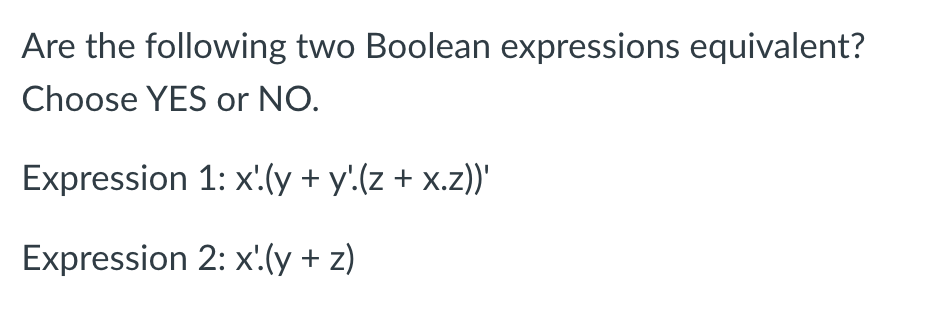 Are the following two Boolean expressions equivalent?
Choose YES or NO.
Expression 1: x'.(y + y'.(z + x.z))'
Expression 2: x'.(y + z)